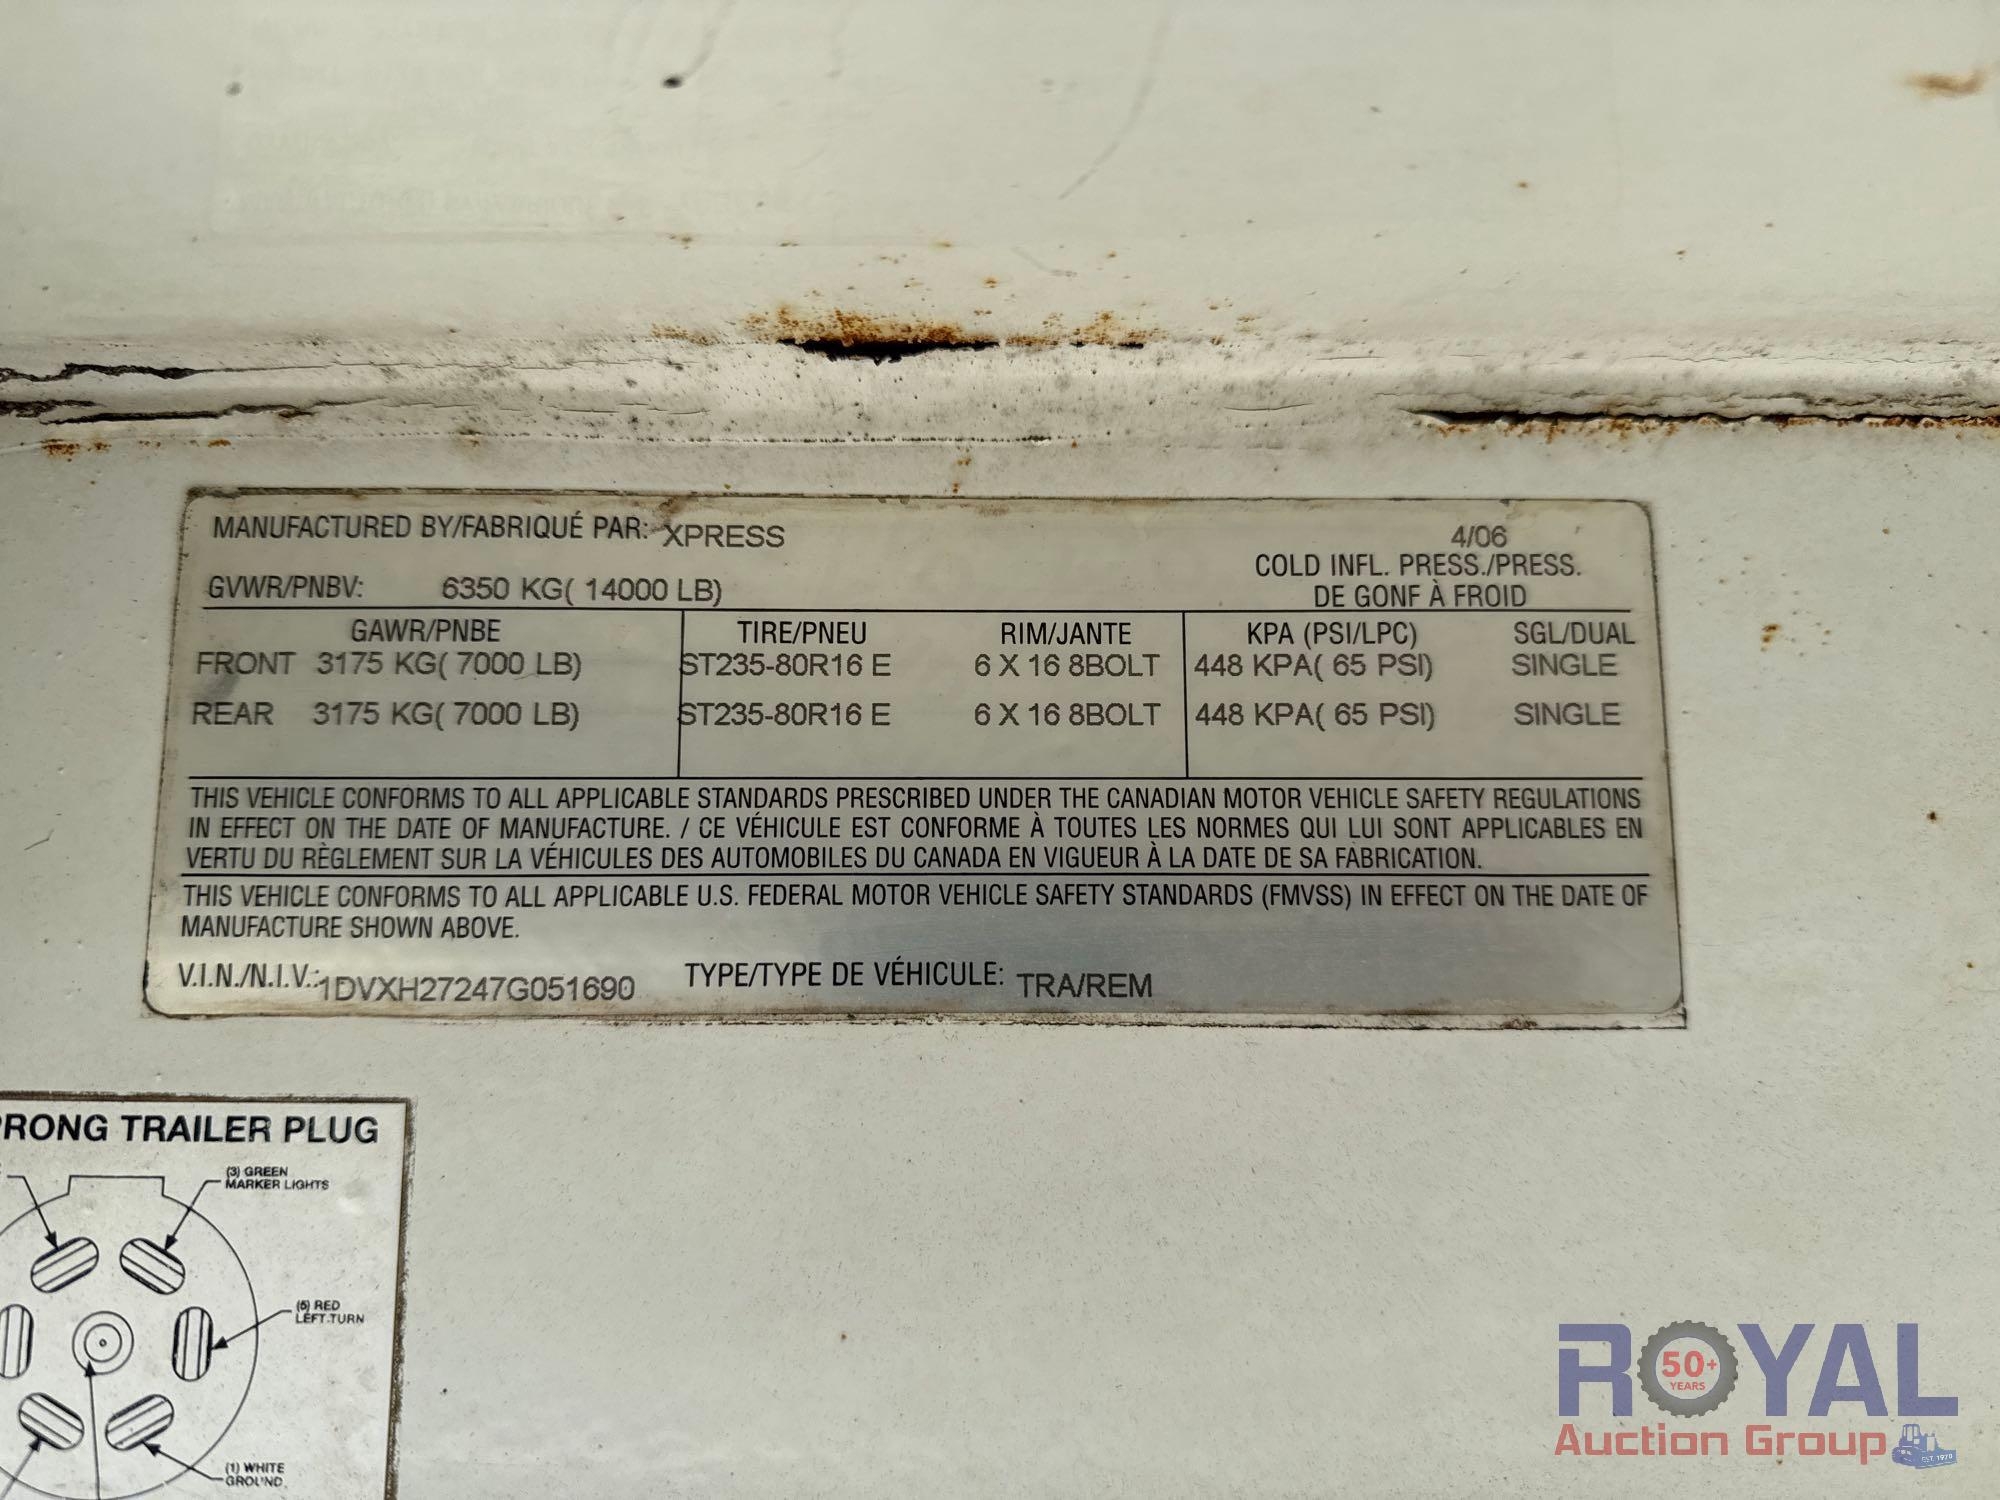 MANUFACTURED BY/FABRIQUÉ PAR: XPRESS 4/06
GVWR/PNBV: 6350 KG( 14000 LB) COLD INFL. PRESS./PRESS.
DE GONF À FROID
GAWR/PNBE TIRE/PNEU RIM/JANTE KPA (PSI/LPC) SGL/DUAL
FRONT 3175 KG( 7000 LB) ST235-80R16 E 6 X 16 8BOLT 448 KPA( 65 PSI) SINGLE
REAR 3175 KG( 7000 LB) ST235-80R16 E 6 X 16 8BOLT 448 KPA( 65 PSI) SINGLE
THIS VEHICLE CONFORMS TO ALL APPLICABLE STANDARDS PRESCRIBED UNDER THE CANADIAN MOTOR VEHICLE SAFETY REGULATIONS
IN EFFECT ON THE DATE OF MANUFACTURE. / CE VÉHICULE EST CONFORME À TOUTES LES NORMES QUI LUI SONT APPLICABLES EN
VERTU DU RÈGLEMENT SUR LA VÉHICULES DES AUTOMOBILES DU CANADA EN VIGUEUR À LA DATE DE SA FABRICATION.
THIS VEHICLE CONFORMS TO ALL APPLICABLE U.S. FEDERAL MOTOR VEHICLE SAFETY STANDARDS (FMVSS) IN EFFECT ON THE DATE OF
MANUFACTURE SHOWN ABOVE.
V.I.N./N.I.V.: 1DVXH27247G051690 TYPE/TYPE DE VÉHICULE: TRA/REM
PRONG TRAILER PLUG
(3) GREEN
MARKER LIGHTS
(5) RED
LEFT TURN
(1) WHITE
GROUND
ROYAL
50+
YEARS
Auction Group
EST. 1970